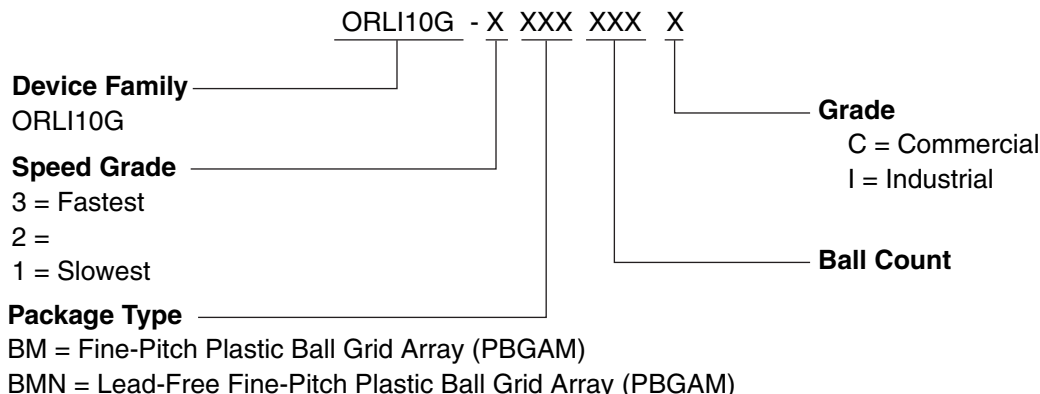 ORLI10G - X XXX XXX X
Device Family
ORLI10G
Speed Grade
3 = Fastest
2 =
1 = Slowest
Package Type
BM = Fine-Pitch Plastic Ball Grid Array (PBGAM)
BMN = Lead-Free Fine-Pitch Plastic Ball Grid Array (PBGAM)
Grade
C = Commercial
I = Industrial
Ball Count